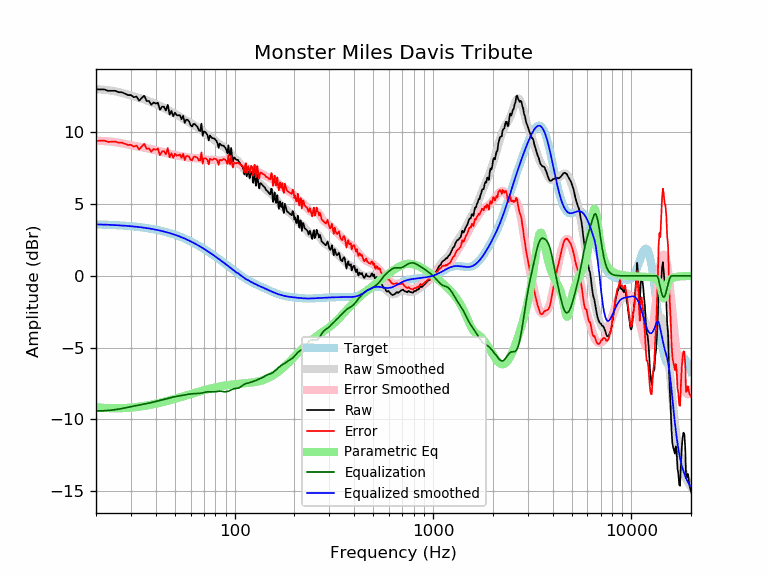 Monster Miles Davis Tribute
Amplitude (dBr)
10
5
0
−5
−10
−15
Target
Raw Smoothed
Error Smoothed
Raw
Error
Parametric Eq
Equalization
Equalized smoothed
100
1000
10000
Frequency (Hz)